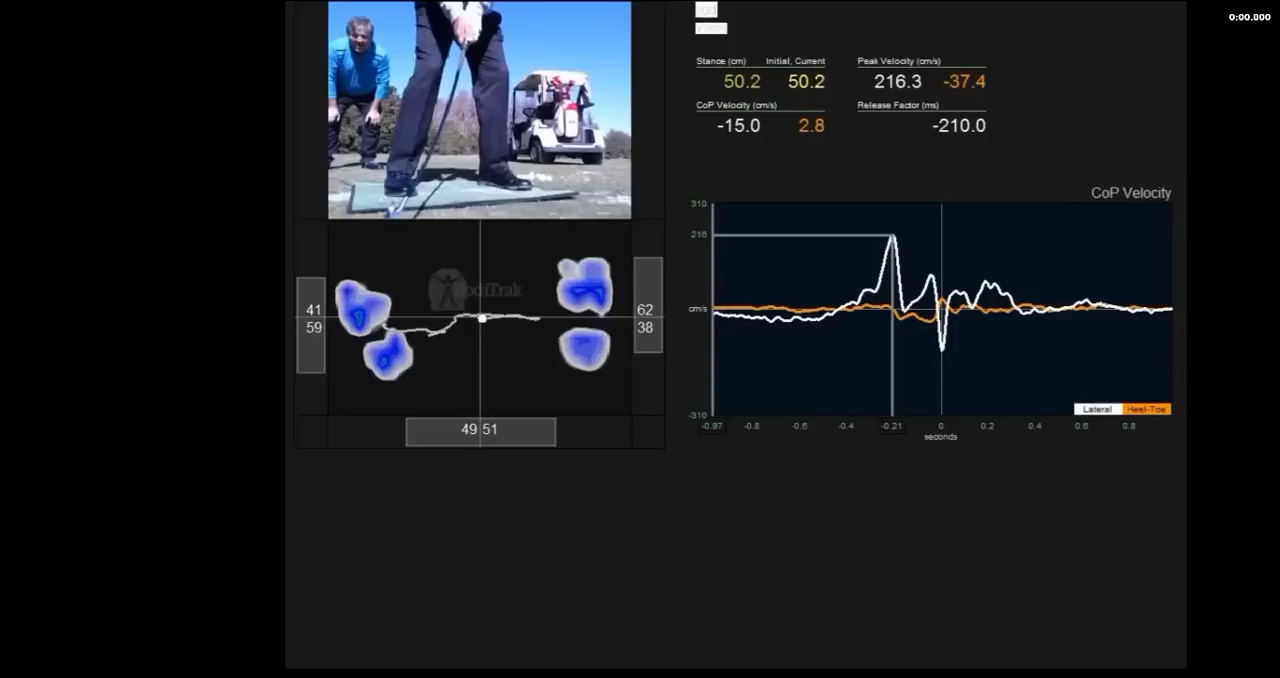 0:00.000
Stance (cm) Initial, Current
50.2 50.2
Peak Velocity (cm/s)
216.3 -37.4
CoP Velocity (cm/s)
-15.0 2.8
Release Factor (ms)
-210.0
CoP Velocity
310
216
cm/s
-310
Lateral Heel-Toe
-0.97 -0.8 -0.6 -0.4 -0.21 0 0.2 0.4 0.6 0.8
seconds
41
59
62
38
49 51